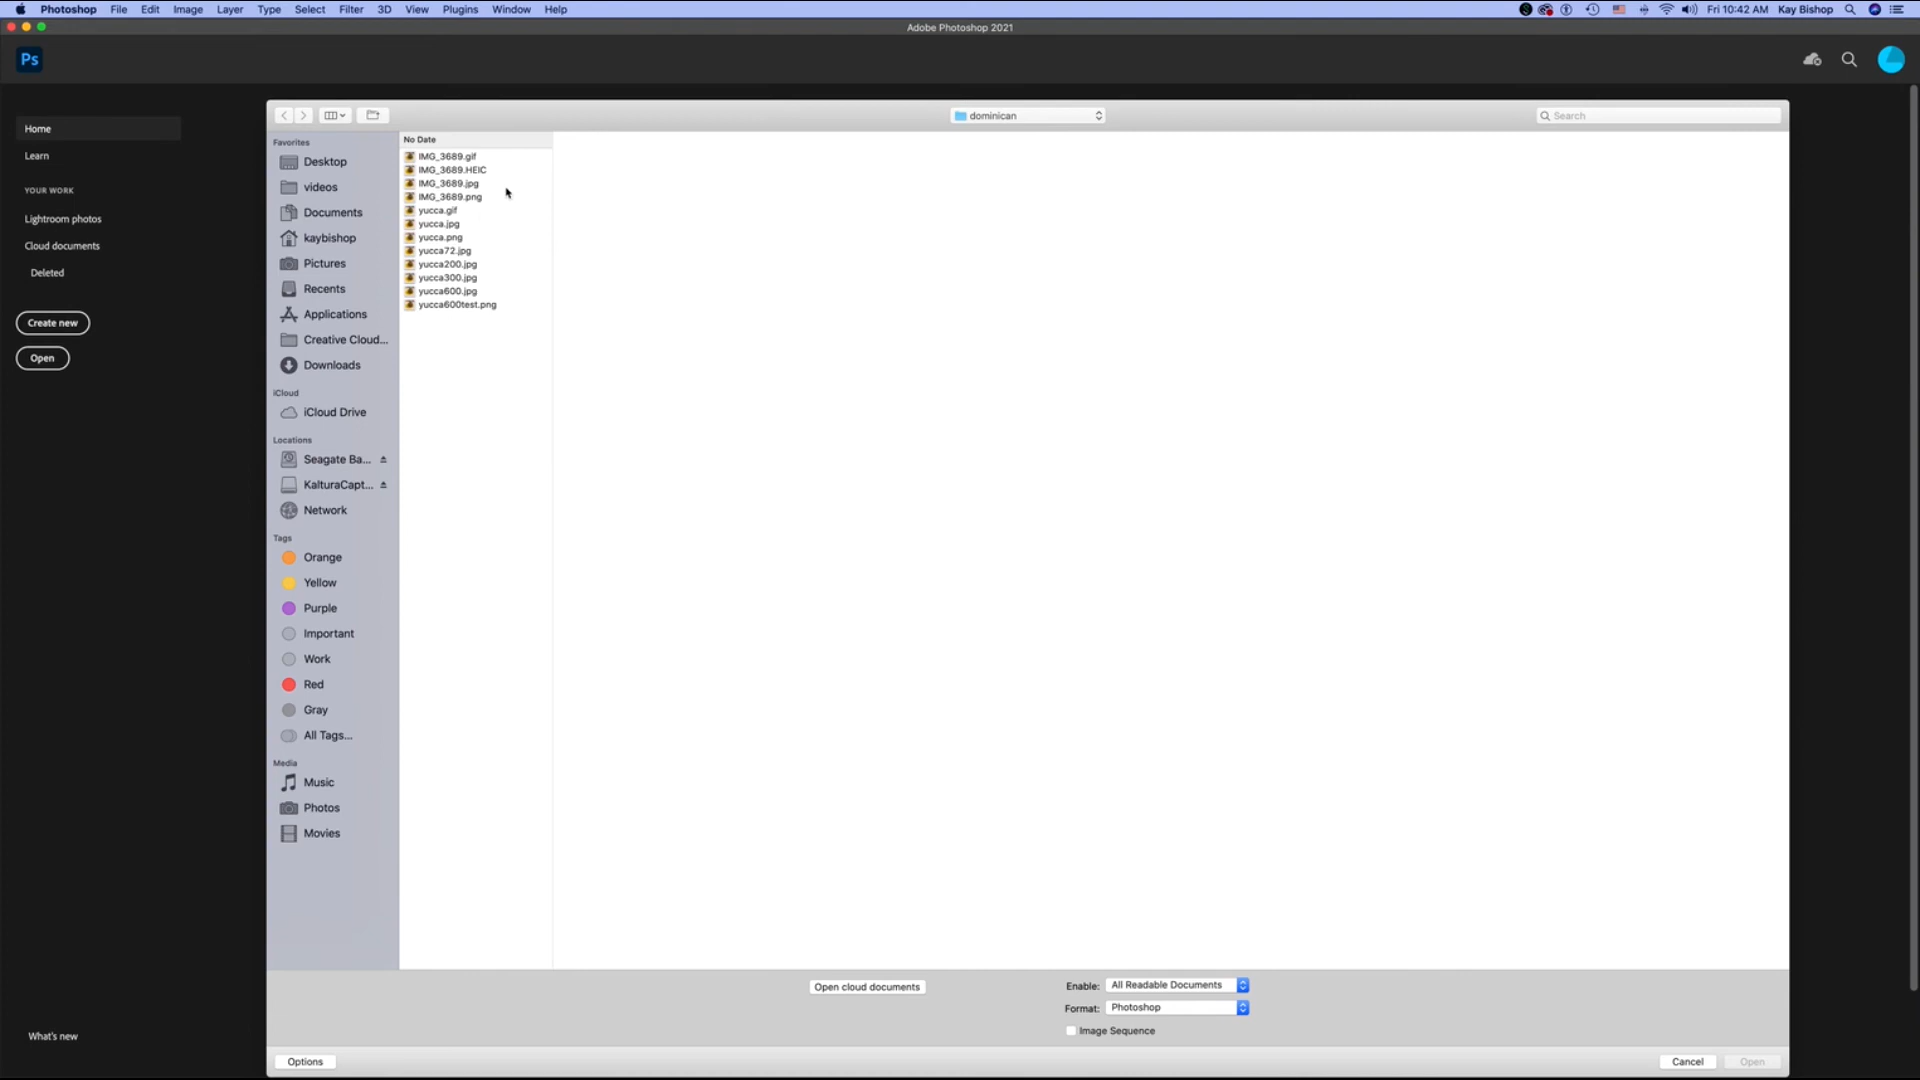 Photoshop File Edit Image Layer Type Select Filter 3D View Plugins Window Help
Fri 10:42 AM Kay Bishop
Adobe Photoshop 2021
Ps
dominican
Search
Home
Learn
YOUR WORK
Lightroom photos
Cloud documents
Deleted
Create new
Open
What's new
Favorites
Desktop
videos
Documents
kaybishop
Pictures
Recents
Applications
Creative Cloud...
Downloads
iCloud
iCloud Drive
Locations
Seagate Ba...
KalturaCapt...
Network
Tags
Orange
Yellow
Purple
Important
Work
Red
Gray
All Tags...
Media
Music
Photos
Movies
No Date
IMG_3689.gif
IMG_3689.HEIC
IMG_3689.jpg
IMG_3689.png
yucca.gif
yucca.jpg
yucca.png
yucca72.jpg
yucca200.jpg
yucca300.jpg
yucca600.jpg
yucca600test.png
Open cloud documents
Enable: All Readable Documents
Format: Photoshop
Image Sequence
Options
Cancel
Open